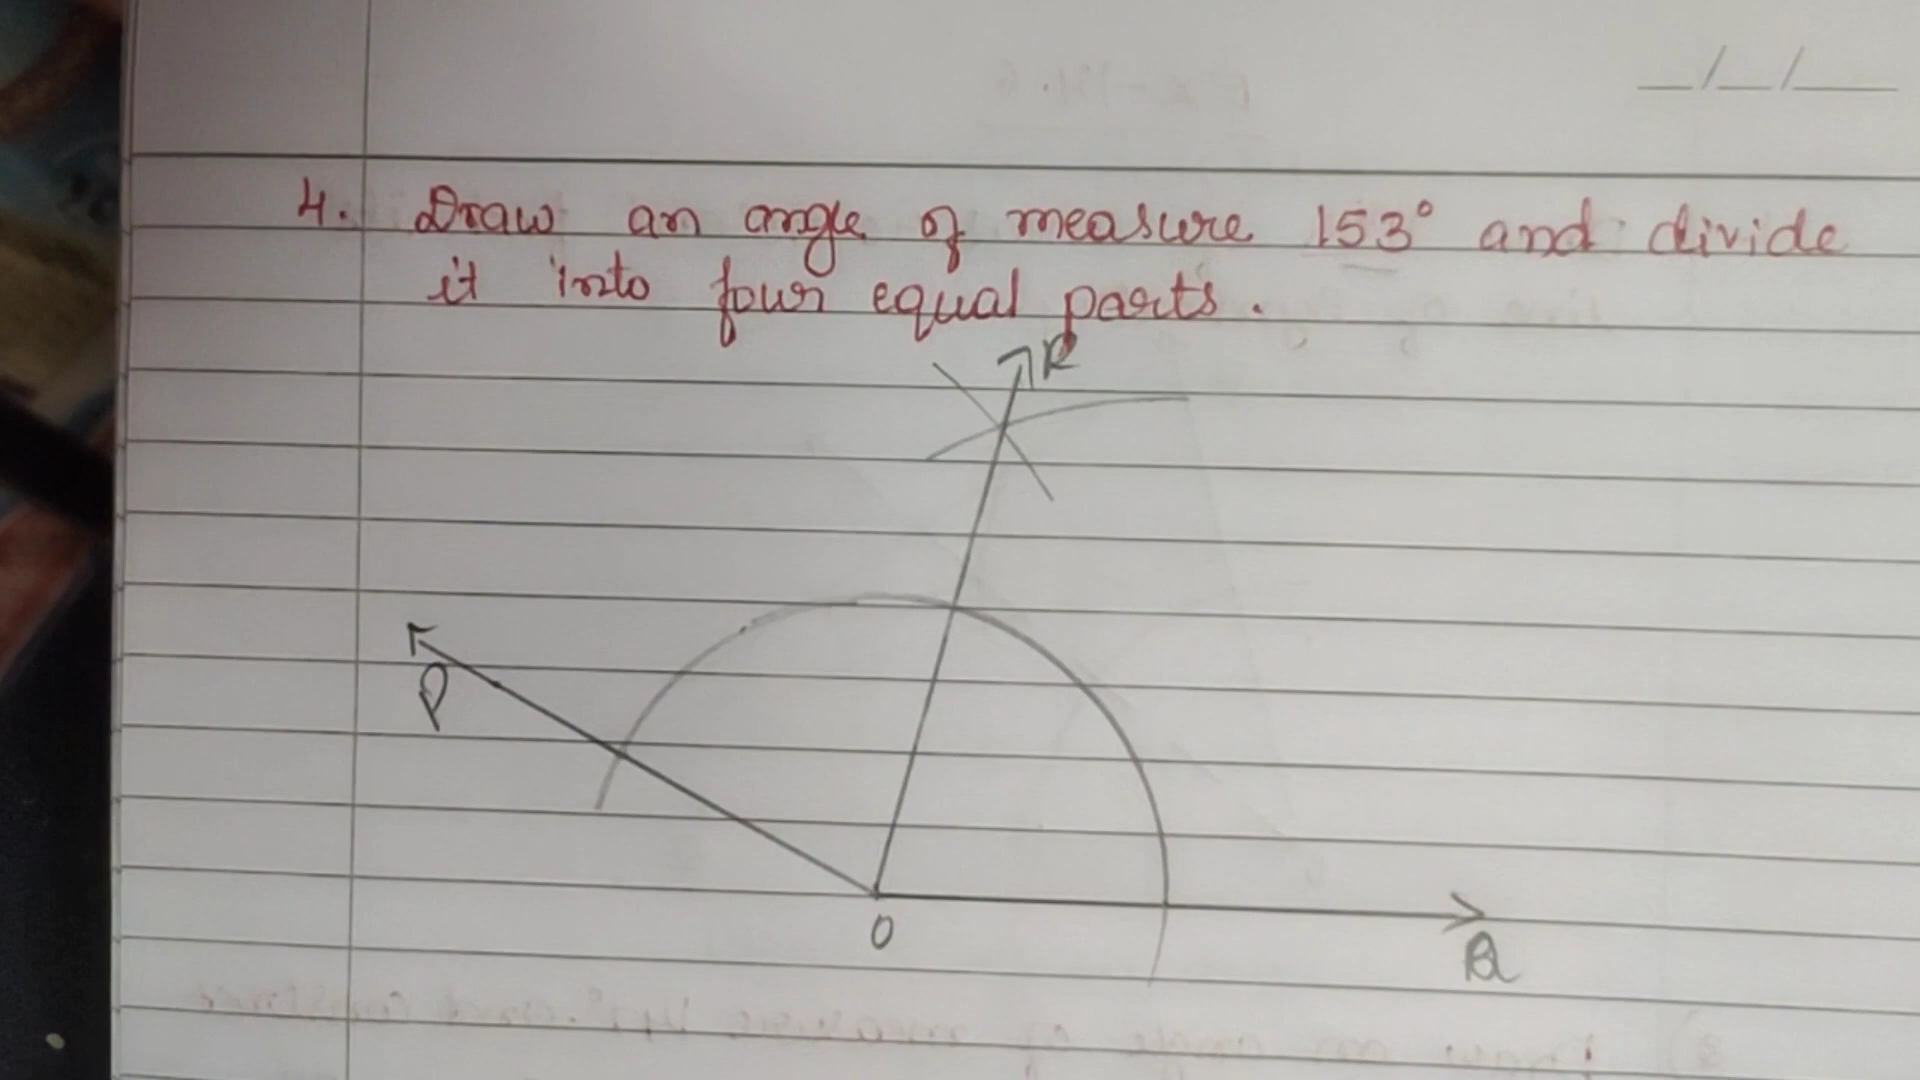 4. Draw an angle of measure 153° and divide
it into four equal parts.
R
P
O
Q